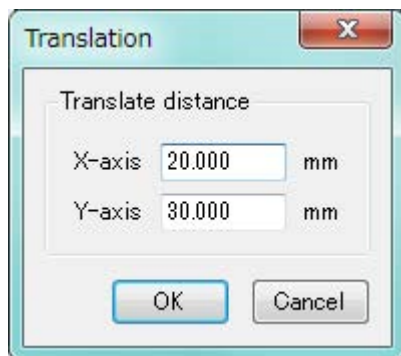 Translation
Translate distance
X-axis 20.000 mm
Y-axis 30.000 mm
OK Cancel